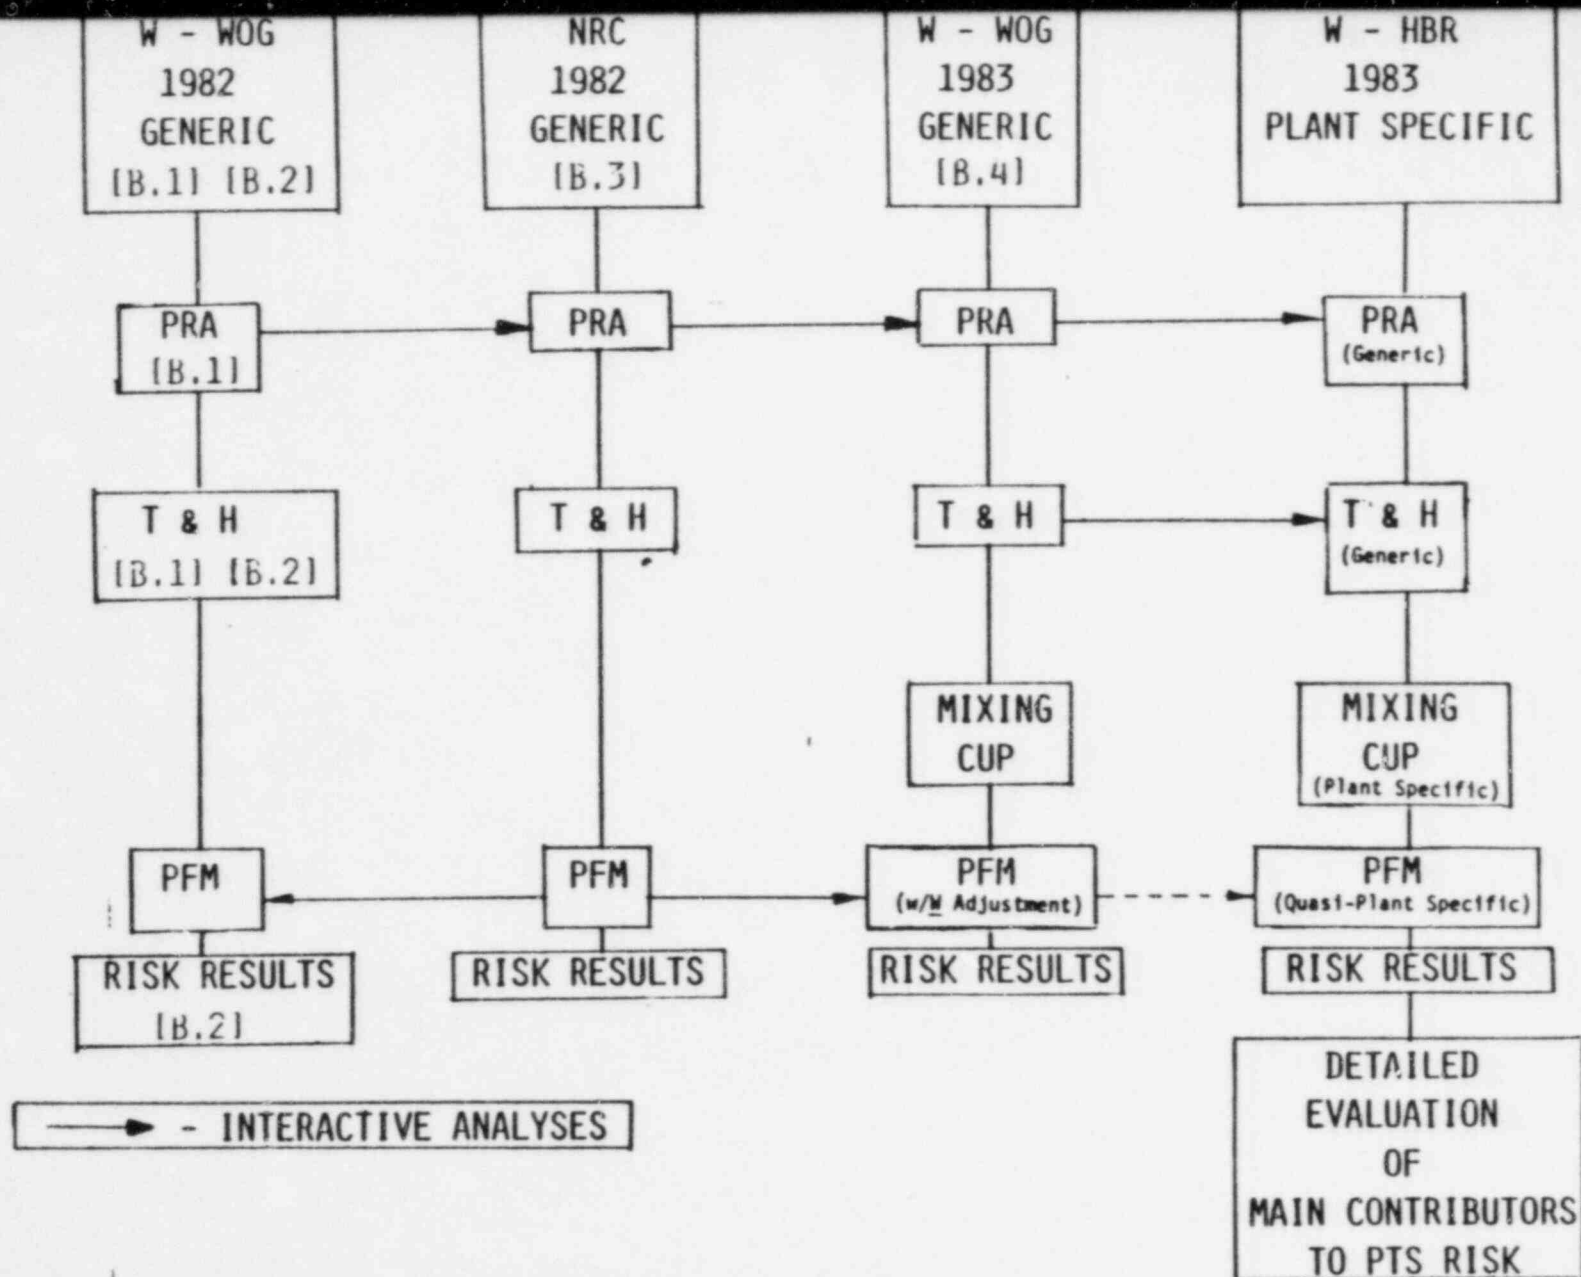 W - WOG
1982
GENERIC
[B.1] [B.2]
NRC
1982
GENERIC
[B.3]
W - WOG
1983
GENERIC
[B.4]
W - HBR
1983
PLANT SPECIFIC
PRA
[B.1]
PRA
PRA
PRA
(Generic)
T & H
[B.1] [B.2]
T & H
T & H
T & H
(Generic)
MIXING
CUP
MIXING
CUP
(Plant Specific)
PFM
PFM
PFM
(w/W Adjustment)
PFM
(Quasi-Plant Specific)
RISK RESULTS
[B.2]
RISK RESULTS
RISK RESULTS
RISK RESULTS
DETAILED
EVALUATION
OF
MAIN CONTRIBUTORS
TO PTS RISK
- INTERACTIVE ANALYSES